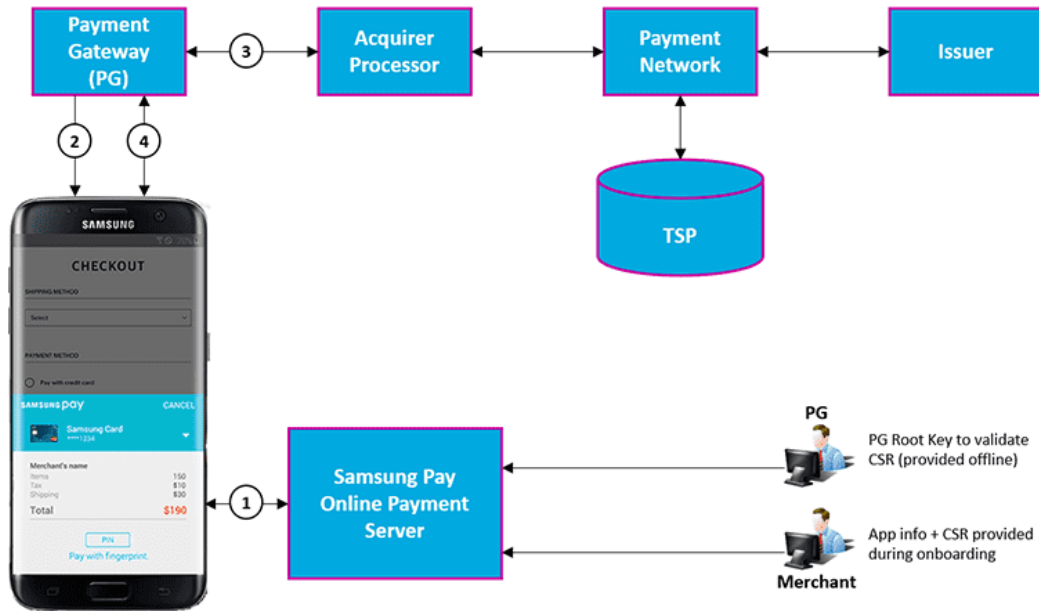 Payment
Gateway
(PG)
3
Acquirer
Processor
Payment
Network
Issuer
2
4
TSP
SAMSUNG
CHECKOUT
SHIPPING METHOD
Select
PAYMENT METHOD
Pay with credit card
SAMSUNG pay CANCEL
Samsung Card
****1234
Merchant's name
Items 150
Tax $10
Shipping $30
Total $190
PIN
Pay with fingerprint.
1
Samsung Pay
Online Payment
Server
PG
PG Root Key to validate
CSR (provided offline)
App info + CSR provided
during onboarding
Merchant